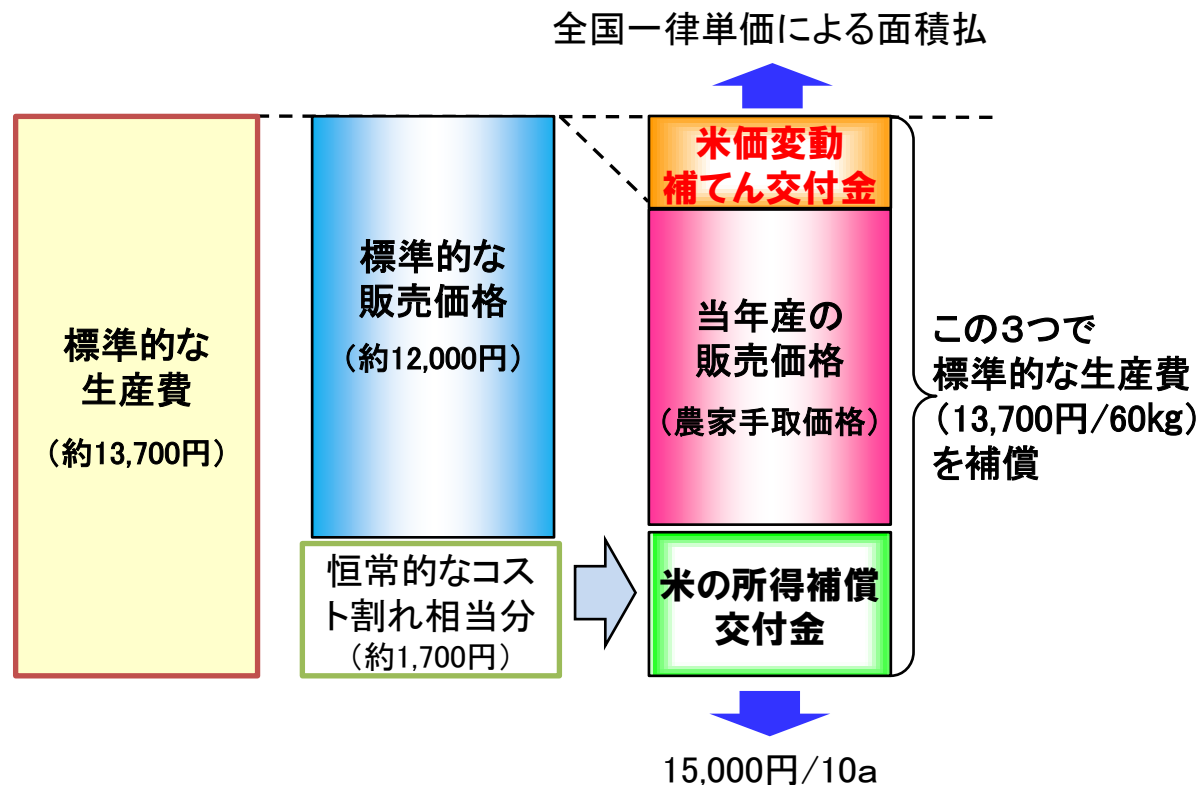 全国一律単価による面積払
標準的な
生産費
（約13,700円）
標準的な
販売価格
（約12,000円）
恒常的なコス
ト割れ相当分
（約1,700円）
米価変動
補てん交付金
当年産の
販売価格
（農家手取価格）
米の所得補償
交付金
この３つで
標準的な生産費
（13,700円/60kg）
を補償
15,000円/10a